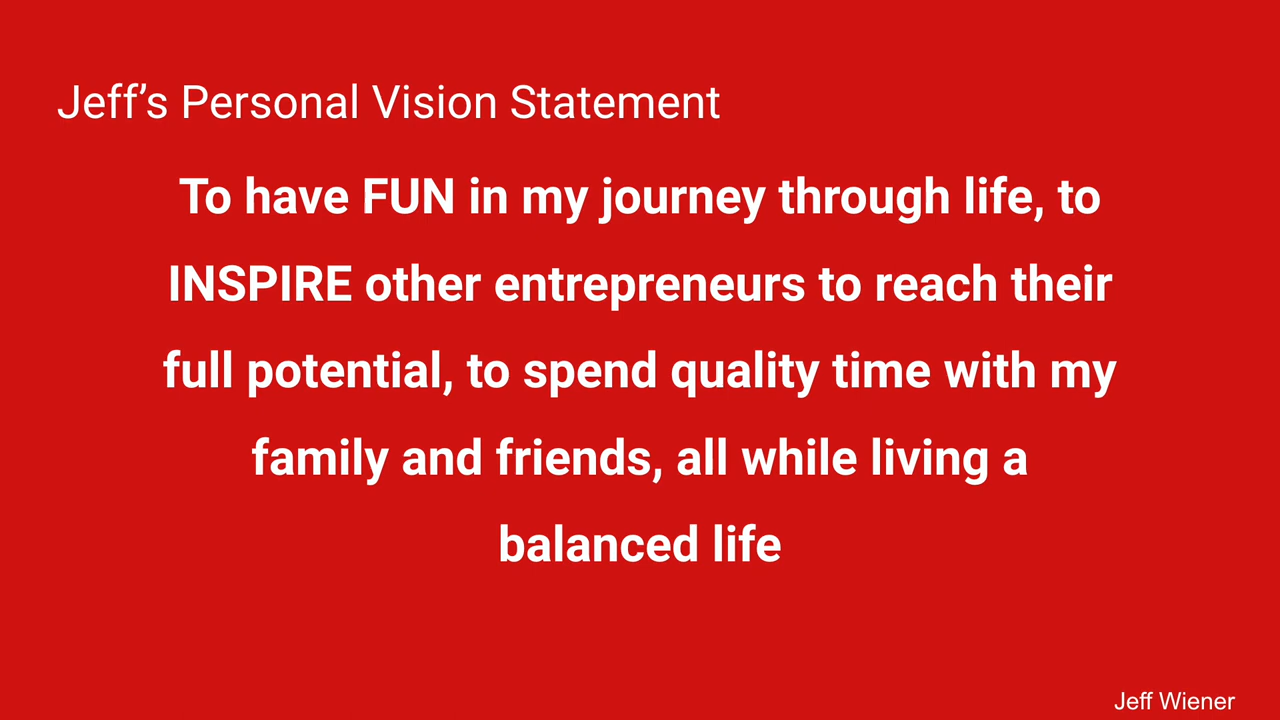 Jeff’s Personal Vision Statement
To have FUN in my journey through life, to
INSPIRE other entrepreneurs to reach their
full potential, to spend quality time with my
family and friends, all while living a
balanced life
Jeff Wiener